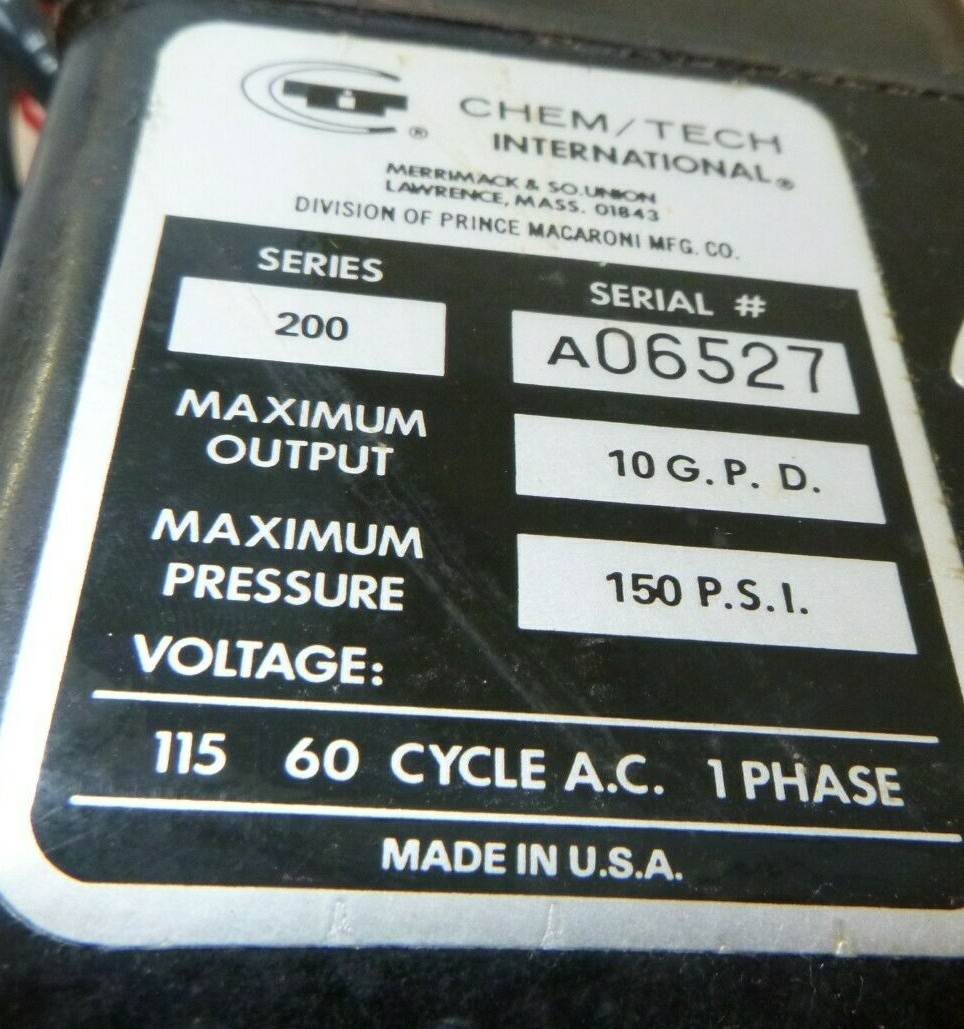 CHEM/TECH
INTERNATIONAL®
®
MERRIMACK & SO. UNION
LAWRENCE, MASS. 01843
DIVISION OF PRINCE MACARONI MFG. CO.
SERIES
200
SERIAL #
A06527
MAXIMUM
OUTPUT
10 G. P. D.
MAXIMUM
PRESSURE
150 P.S.I.
VOLTAGE:
115 60 CYCLE A.C. 1 PHASE
MADE IN U.S.A.